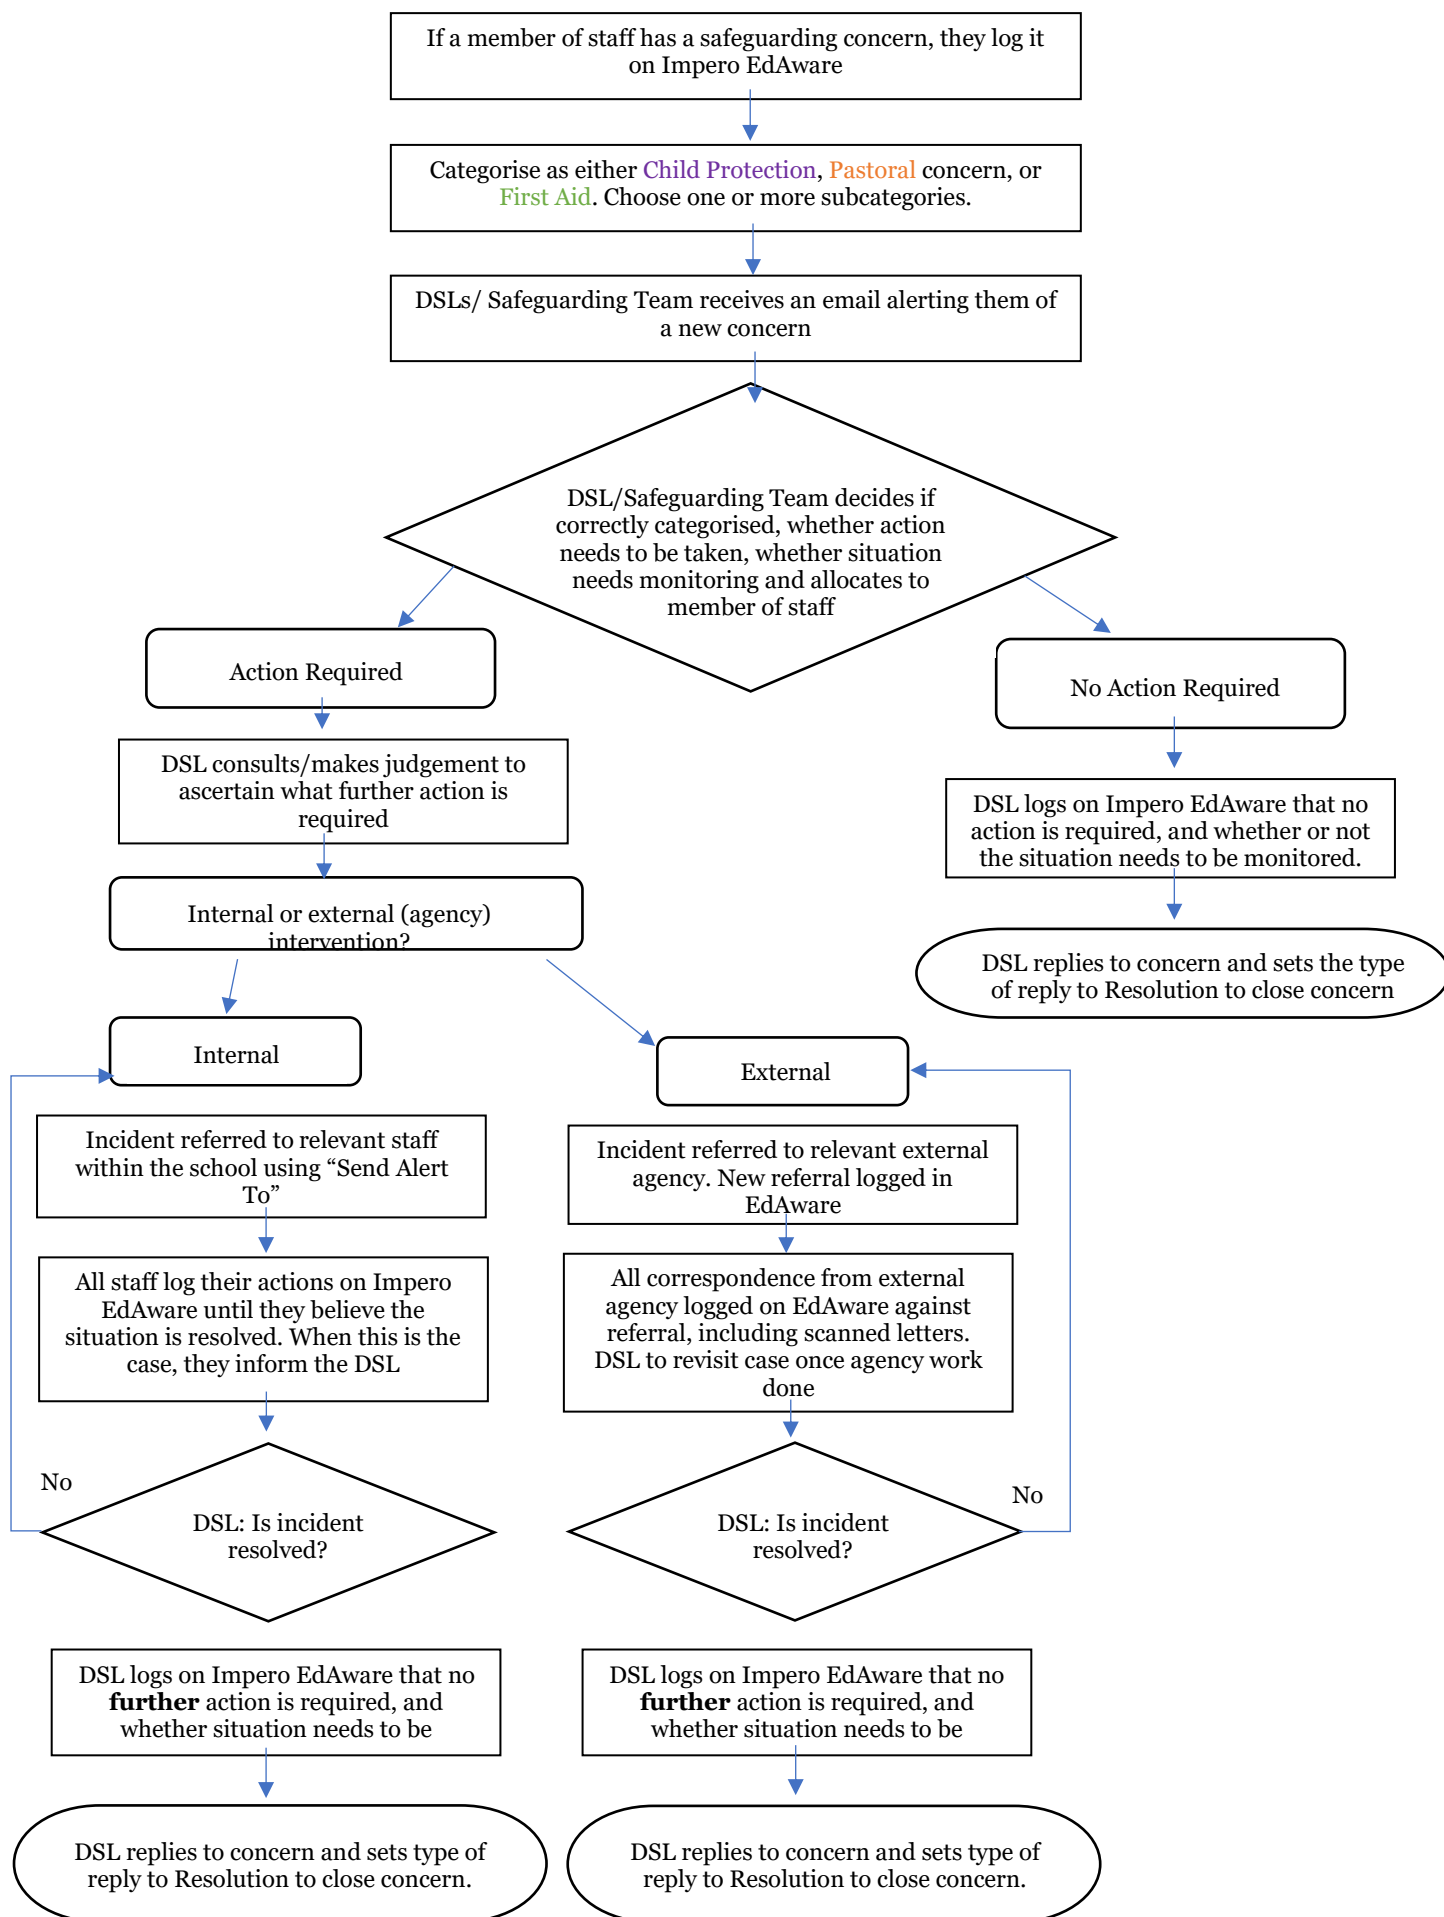 If a member of staff has a safeguarding concern, they log it
on Impero EdAware
Categorise as either Child Protection, Pastoral concern, or
First Aid. Choose one or more subcategories.
DSLs/ Safeguarding Team receives an email alerting them of
a new concern
DSL/Safeguarding Team decides if
correctly categorised, whether action
needs to be taken, whether situation
needs monitoring and allocates to
member of staff
Action Required
No Action Required
DSL consults/makes judgement to
ascertain what further action is
required
DSL logs on Impero EdAware that no
action is required, and whether or not
the situation needs to be monitored.
Internal or external (agency)
intervention?
DSL replies to concern and sets the type
of reply to Resolution to close concern
Internal
External
Incident referred to relevant staff
within the school using “Send Alert
To”
Incident referred to relevant external
agency. New referral logged in
EdAware
All staff log their actions on Impero
EdAware until they believe the
situation is resolved. When this is the
case, they inform the DSL
All correspondence from external
agency logged on EdAware against
referral, including scanned letters.
DSL to revisit case once agency work
done
No
DSL: Is incident
resolved?
No
DSL: Is incident
resolved?
DSL logs on Impero EdAware that no
further action is required, and
whether situation needs to be
DSL logs on Impero EdAware that no
further action is required, and
whether situation needs to be
DSL replies to concern and sets type of
reply to Resolution to close concern.
DSL replies to concern and sets type of
reply to Resolution to close concern.